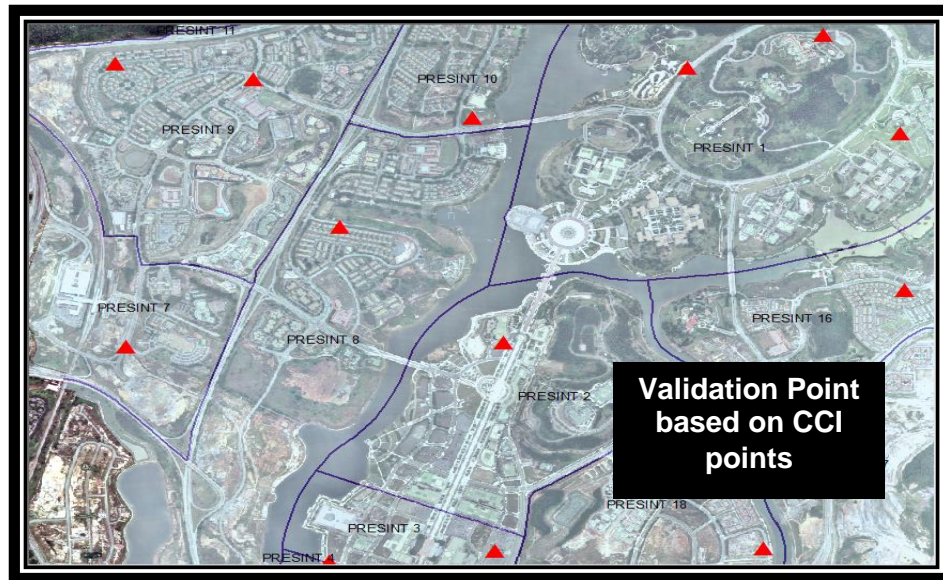 PRESINT 11
PRESINT 10
PRESINT 9
PRESINT 1
PRESINT 7
PRESINT 16
PRESINT 8
PRESINT 2
Validation Point
based on CCI
points
7
PRESINT 18
PRESINT 3
PRESINT 4